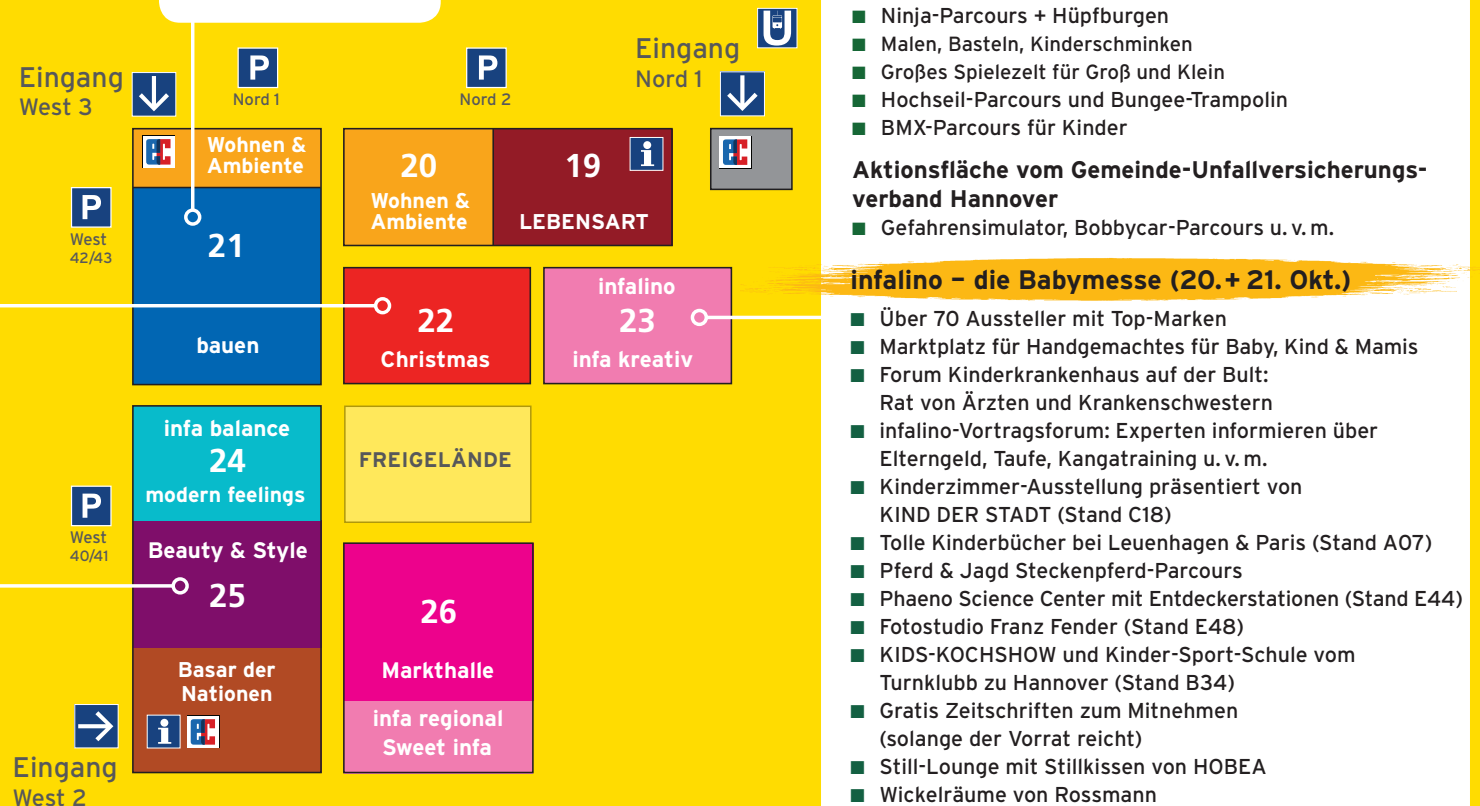 Eingang
West 3
P
Nord 1
P
Nord 2
Eingang
Nord 1
U
EC
Wohnen &
Ambiente
20
Wohnen &
Ambiente
19
i
LEBENSART
EC
P
West
42/43
21
bauen
22
Christmas
infalino
23
infa kreativ
infa balance
24
modern feelings
FREIGELÄNDE
P
West
40/41
Beauty & Style
25
26
Markthalle
Basar der
Nationen
i EC
infa regional
Sweet infa
Eingang
West 2
■ Ninja-Parcours + Hüpfburgen
■ Malen, Basteln, Kinderschminken
■ Großes Spielezelt für Groß und Klein
■ Hochseil-Parcours und Bungee-Trampolin
■ BMX-Parcours für Kinder
Aktionsfläche vom Gemeinde-Unfallversicherungs-
verband Hannover
■ Gefahrensimulator, Bobbycar-Parcours u. v. m.
infalino – die Babymesse (20. + 21. Okt.)
■ Über 70 Aussteller mit Top-Marken
■ Marktplatz für Handgemachtes für Baby, Kind & Mamis
■ Forum Kinderkrankenhaus auf der Bult:
Rat von Ärzten und Krankenschwestern
■ infalino-Vortragsforum: Experten informieren über
Elterngeld, Taufe, Kangatraining u. v. m.
■ Kinderzimmer-Ausstellung präsentiert von
KIND DER STADT (Stand C18)
■ Tolle Kinderbücher bei Leuenhagen & Paris (Stand A07)
■ Pferd & Jagd Steckenpferd-Parcours
■ Phaeno Science Center mit Entdeckerstationen (Stand E44)
■ Fotostudio Franz Fender (Stand E48)
■ KIDS-KOCHSHOW und Kinder-Sport-Schule vom
Turnklubb zu Hannover (Stand B34)
■ Gratis Zeitschriften zum Mitnehmen
(solange der Vorrat reicht)
■ Still-Lounge mit Stillkissen von HOBEA
■ Wickelräume von Rossmann